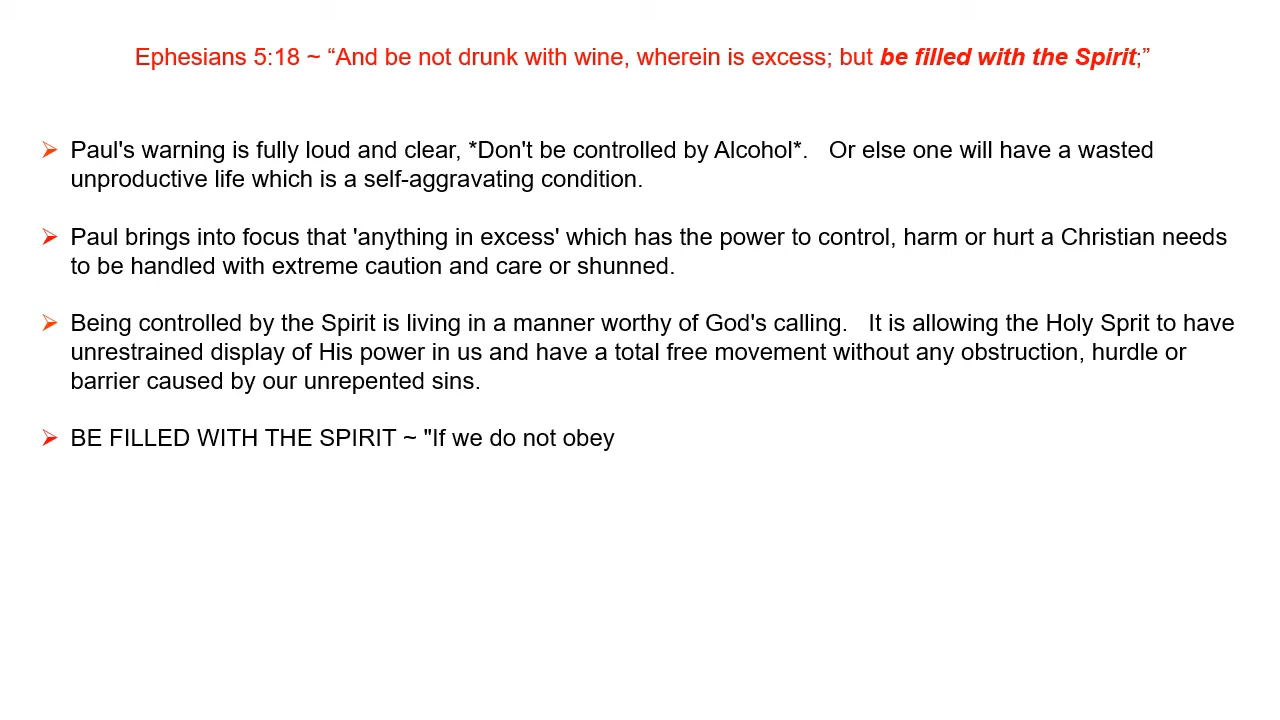 Ephesians 5:18 ~ “And be not drunk with wine, wherein is excess; but be filled with the Spirit;”
➢ Paul's warning is fully loud and clear, *Don't be controlled by Alcohol*.   Or else one will have a wasted
unproductive life which is a self-aggravating condition.
➢ Paul brings into focus that 'anything in excess' which has the power to control, harm or hurt a Christian needs
to be handled with extreme caution and care or shunned.
➢ Being controlled by the Spirit is living in a manner worthy of God's calling.   It is allowing the Holy Sprit to have
unrestrained display of His power in us and have a total free movement without any obstruction, hurdle or
barrier caused by our unrepented sins.
➢ BE FILLED WITH THE SPIRIT ~ "If we do not obey